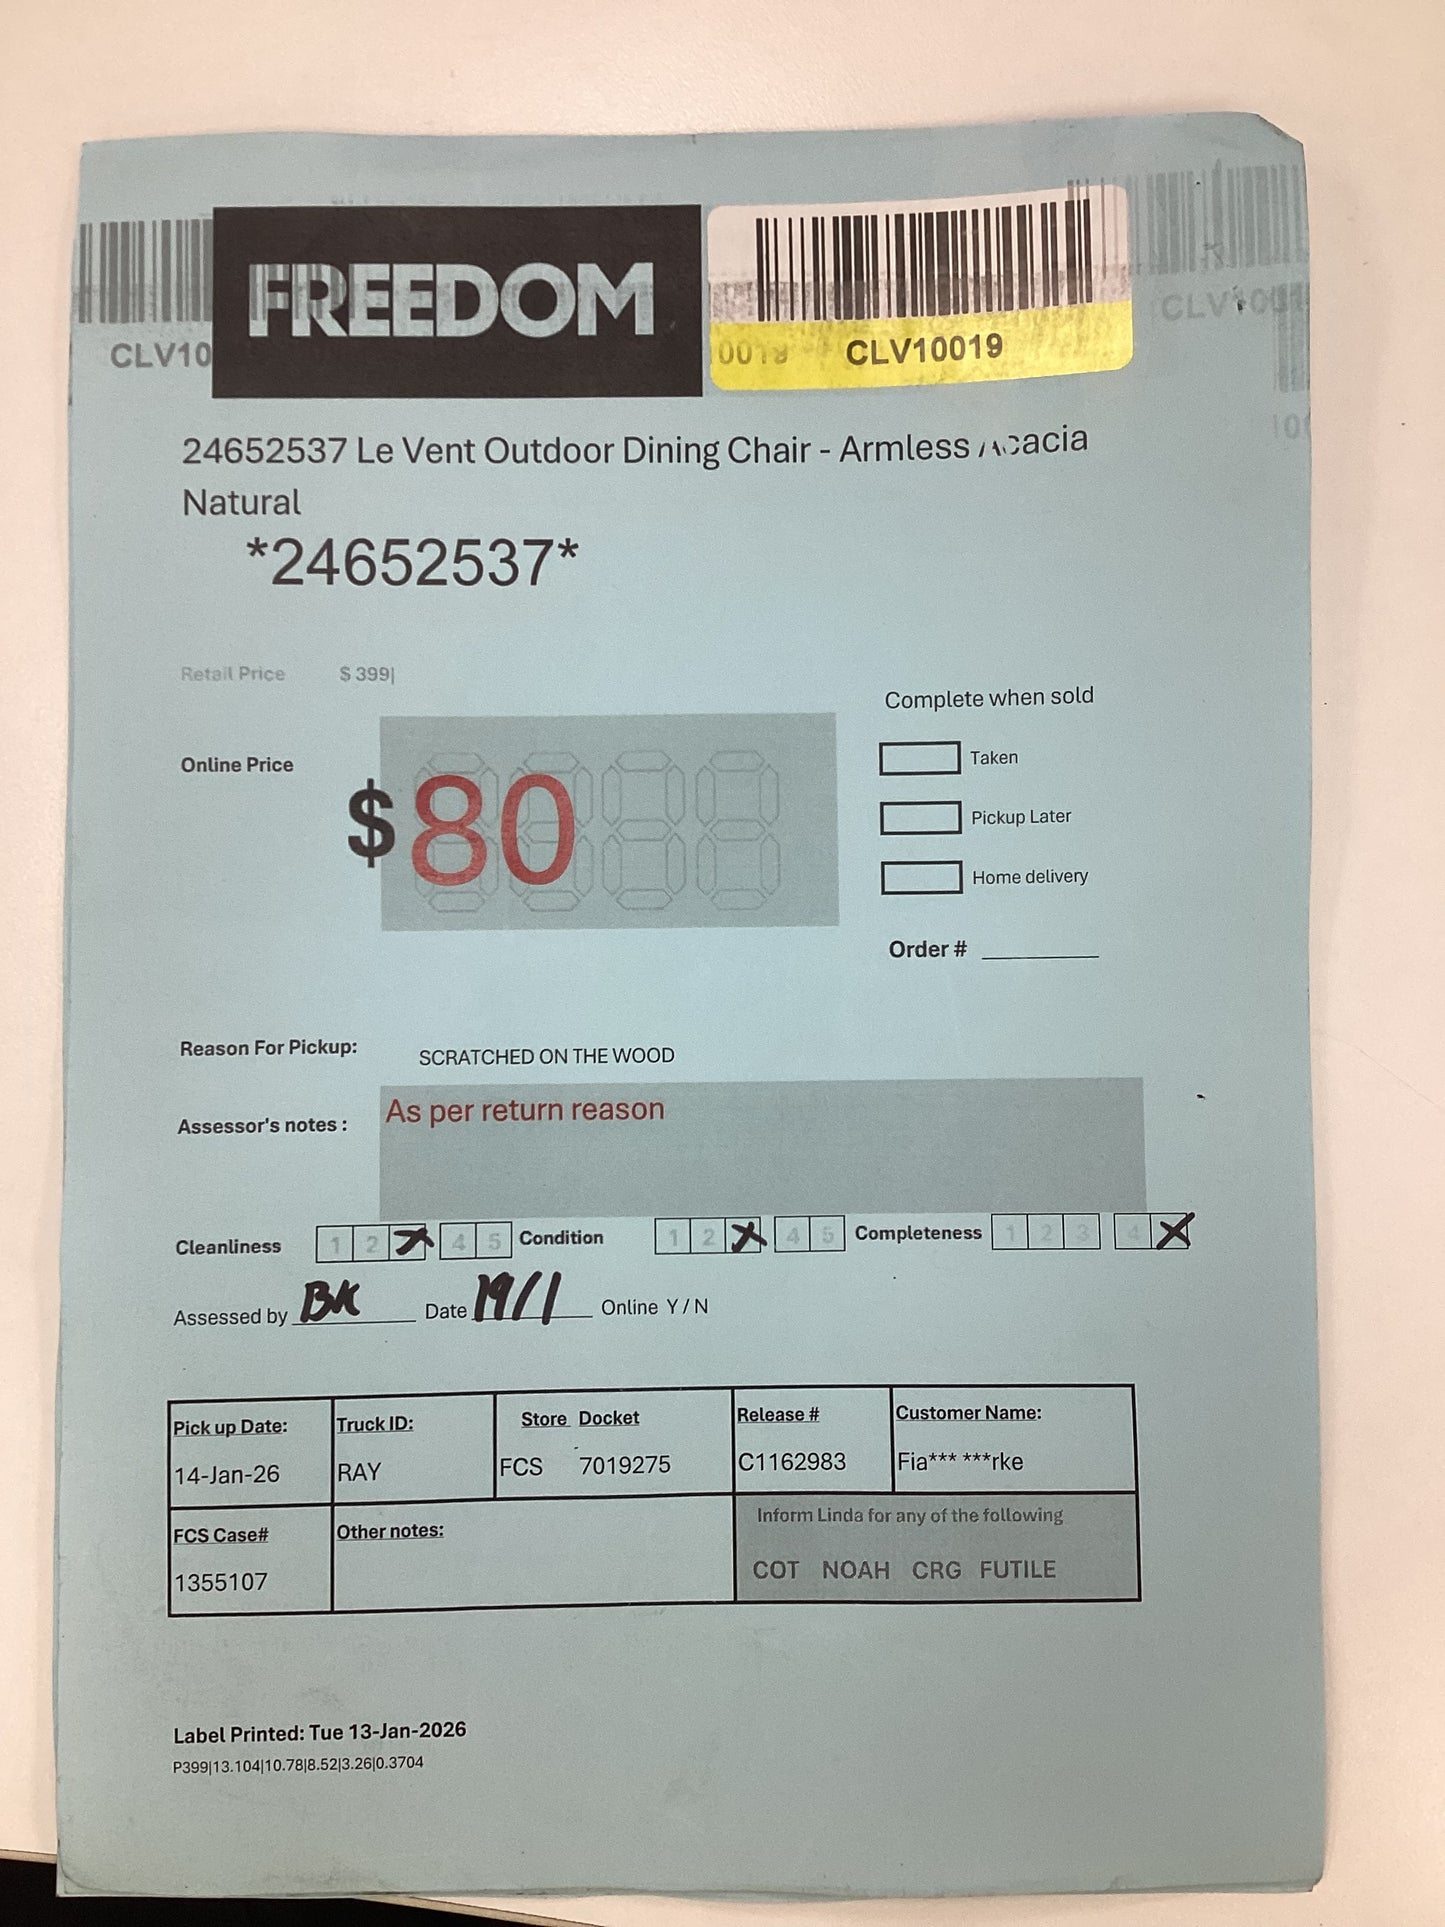 FREEDOM
CLV10
0019
CLV10019
24652537 Le Vent Outdoor Dining Chair - Armless Acacia
Natural
*24652537*
Retail Price $ 399|
Complete when sold
Online Price
$80
Taken
Pickup Later
Home delivery
Order #
Reason For Pickup: SCRATCHED ON THE WOOD
Assessor's notes : As per return reason
Cleanliness 1 2 X 4 5 Condition 1 2 X 4 5 Completeness 1 2 3 4 X
Assessed by BK Date 19/1 Online Y / N
Pick up Date: Truck ID: Store Docket Release # Customer Name:
14-Jan-26 RAY FCS 7019275 C1162983 Fia*** ***rke
FCS Case# Other notes: Inform Linda for any of the following
1355107 COT NOAH CRG FUTILE
Label Printed: Tue 13-Jan-2026
P399|13.104|10.78|8.52|3.26|0.3704